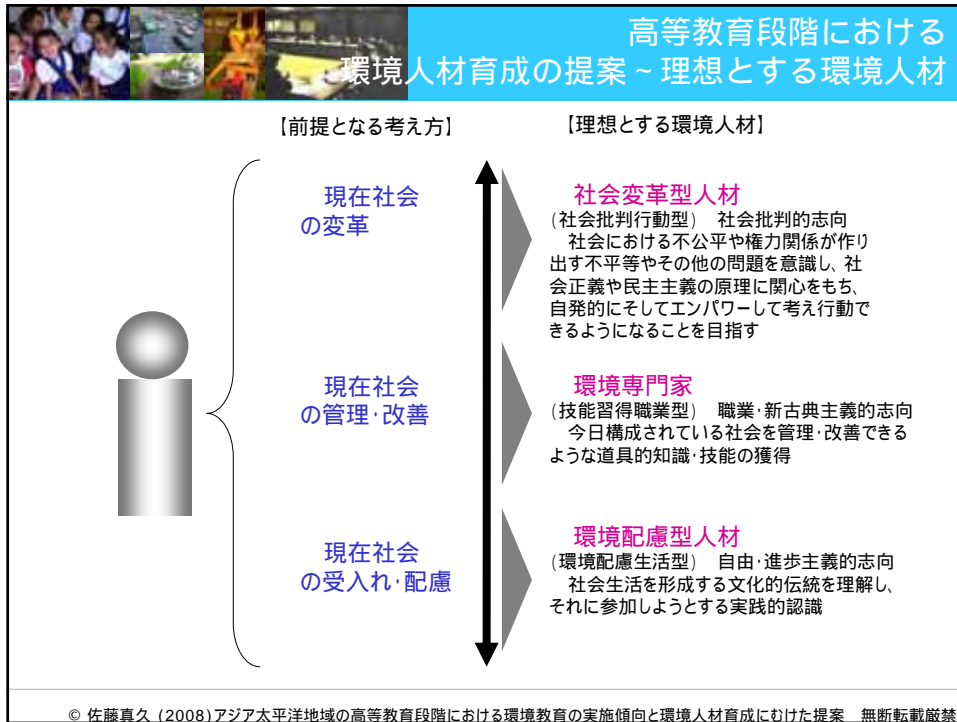 高等教育段階における
環境人材育成の提案～理想とする環境人材
【前提となる考え方】
【理想とする環境人材】
現在社会
の変革
社会変革型人材
(社会批判行動型) 社会批判的志向
社会における不公平や権力関係が作り
出す不平等やその他の問題を意識し、社
会正義や民主主義の原理に関心をもち、
自発的にそしてエンパワーして考え行動で
きるようになることを目指す
現在社会
の管理・改善
環境専門家
(技能習得職業型) 職業・新古典主義的志向
今日構成されている社会を管理・改善できる
ような道具的知識・技能の獲得
現在社会
の受入れ・配慮
環境配慮型人材
(環境配慮生活型) 自由・進歩主義的志向
社会生活を形成する文化的伝統を理解し、
それに参加しようとする実践的認識
© 佐藤真久 (2008)アジア太平洋地域の高等教育段階における環境教育の実施傾向と環境人材育成にむけた提案 無断転載厳禁